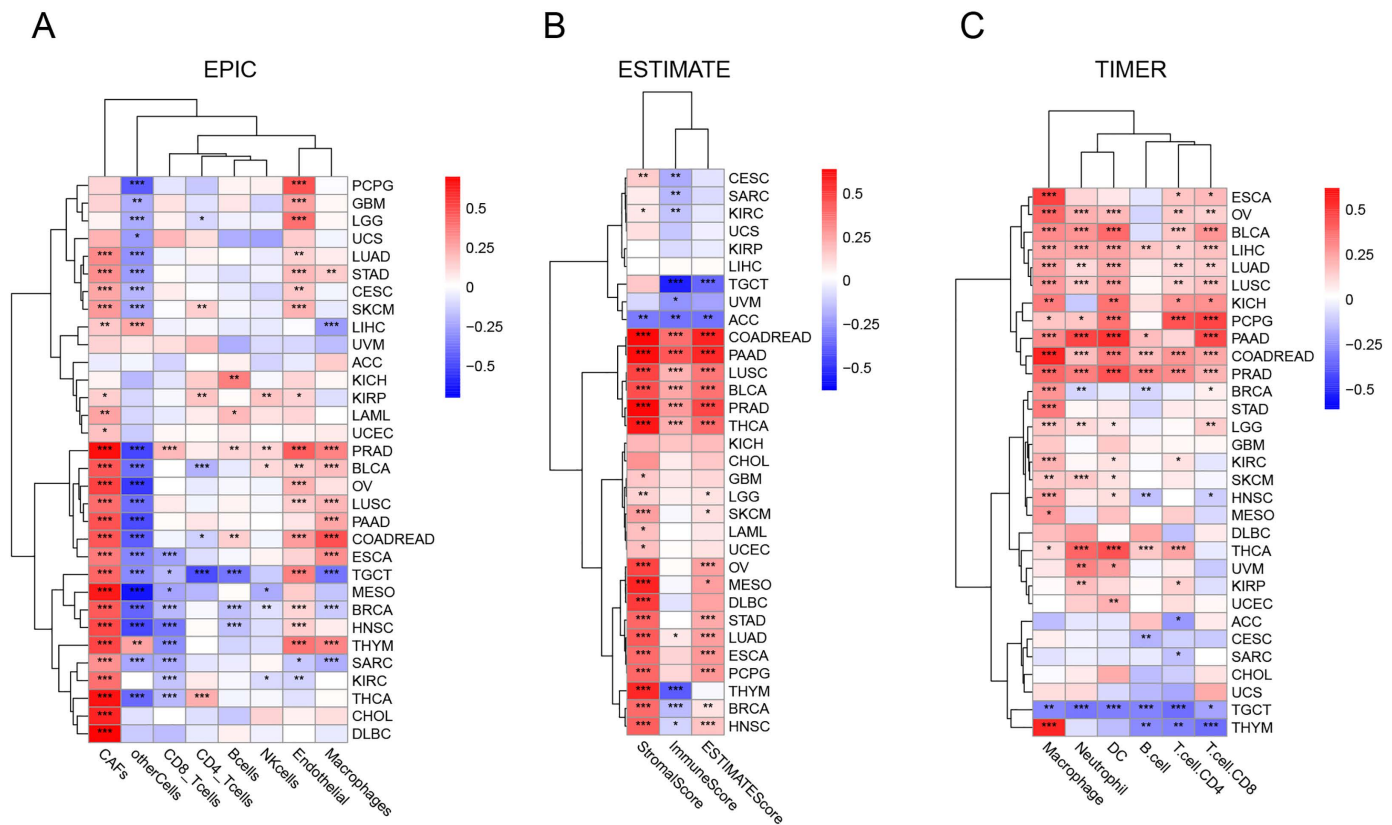 A
EPIC
*** *** PCPG
** *** GBM
*** * *** LGG
* UCS
*** *** ** LUAD
*** *** *** ** STAD
*** *** ** CESC
*** *** ** *** SKCM
** *** *** LIHC
UVM
ACC
** KICH
* ** ** * KIRP
** * LAML
* UCEC
*** *** *** ** ** *** *** PRAD
*** *** *** * ** *** BLCA
*** *** *** OV
*** *** *** *** LUSC
*** *** *** PAAD
*** *** * ** *** *** COADREAD
*** *** *** *** ESCA
*** *** * *** *** *** *** TGCT
*** *** * * MESO
*** *** *** *** ** *** *** BRCA
*** *** *** *** *** HNSC
*** ** *** *** *** THYM
*** *** *** * *** SARC
*** *** * ** KIRC
*** *** *** *** THCA
*** CHOL
*** DLBC
CAFs
otherCells
CD8_Tcells
CD4_Tcells
Bcells
NKcells
Endothelial
Macrophages
0.5
0.25
0
−0.25
−0.5
B
ESTIMATE
** ** CESC
** SARC
* ** KIRC
UCS
KIRP
LIHC
*** *** TGCT
* UVM
** ** ** ACC
*** *** *** COADREAD
*** *** *** PAAD
*** *** *** LUSC
*** *** *** BLCA
*** *** *** PRAD
*** *** *** THCA
KICH
CHOL
* GBM
** * LGG
*** * SKCM
* LAML
* UCEC
*** *** OV
*** * MESO
*** DLBC
*** *** STAD
*** * *** LUAD
*** *** ESCA
*** *** PCPG
*** *** THYM
*** *** ** BRCA
*** * *** HNSC
StromalScore
ImmuneScore
ESTIMATEScore
0.5
0.25
0
−0.25
−0.5
C
TIMER
*** * * ESCA
*** *** *** ** ** OV
*** *** *** *** *** BLCA
*** *** *** ** * *** LIHC
*** ** *** ** ** LUAD
*** *** *** ** *** LUSC
** ** * * KICH
* * *** *** *** PCPG
*** *** *** * *** PAAD
*** *** *** *** *** *** COADREAD
*** *** *** *** *** *** PRAD
*** ** ** * BRCA
*** STAD
*** ** * ** LGG
GBM
*** * * KIRC
** *** * SKCM
*** * ** * HNSC
* MESO
DLBC
* *** *** *** *** THCA
** * UVM
** * KIRP
** UCEC
* ACC
** CESC
* SARC
CHOL
UCS
** *** *** *** *** * TGCT
*** ** ** *** THYM
Macrophage
Neutrophil
DC
B.cell
T.cell.CD4
T.cell.CD8
0.5
0.25
0
−0.25
−0.5